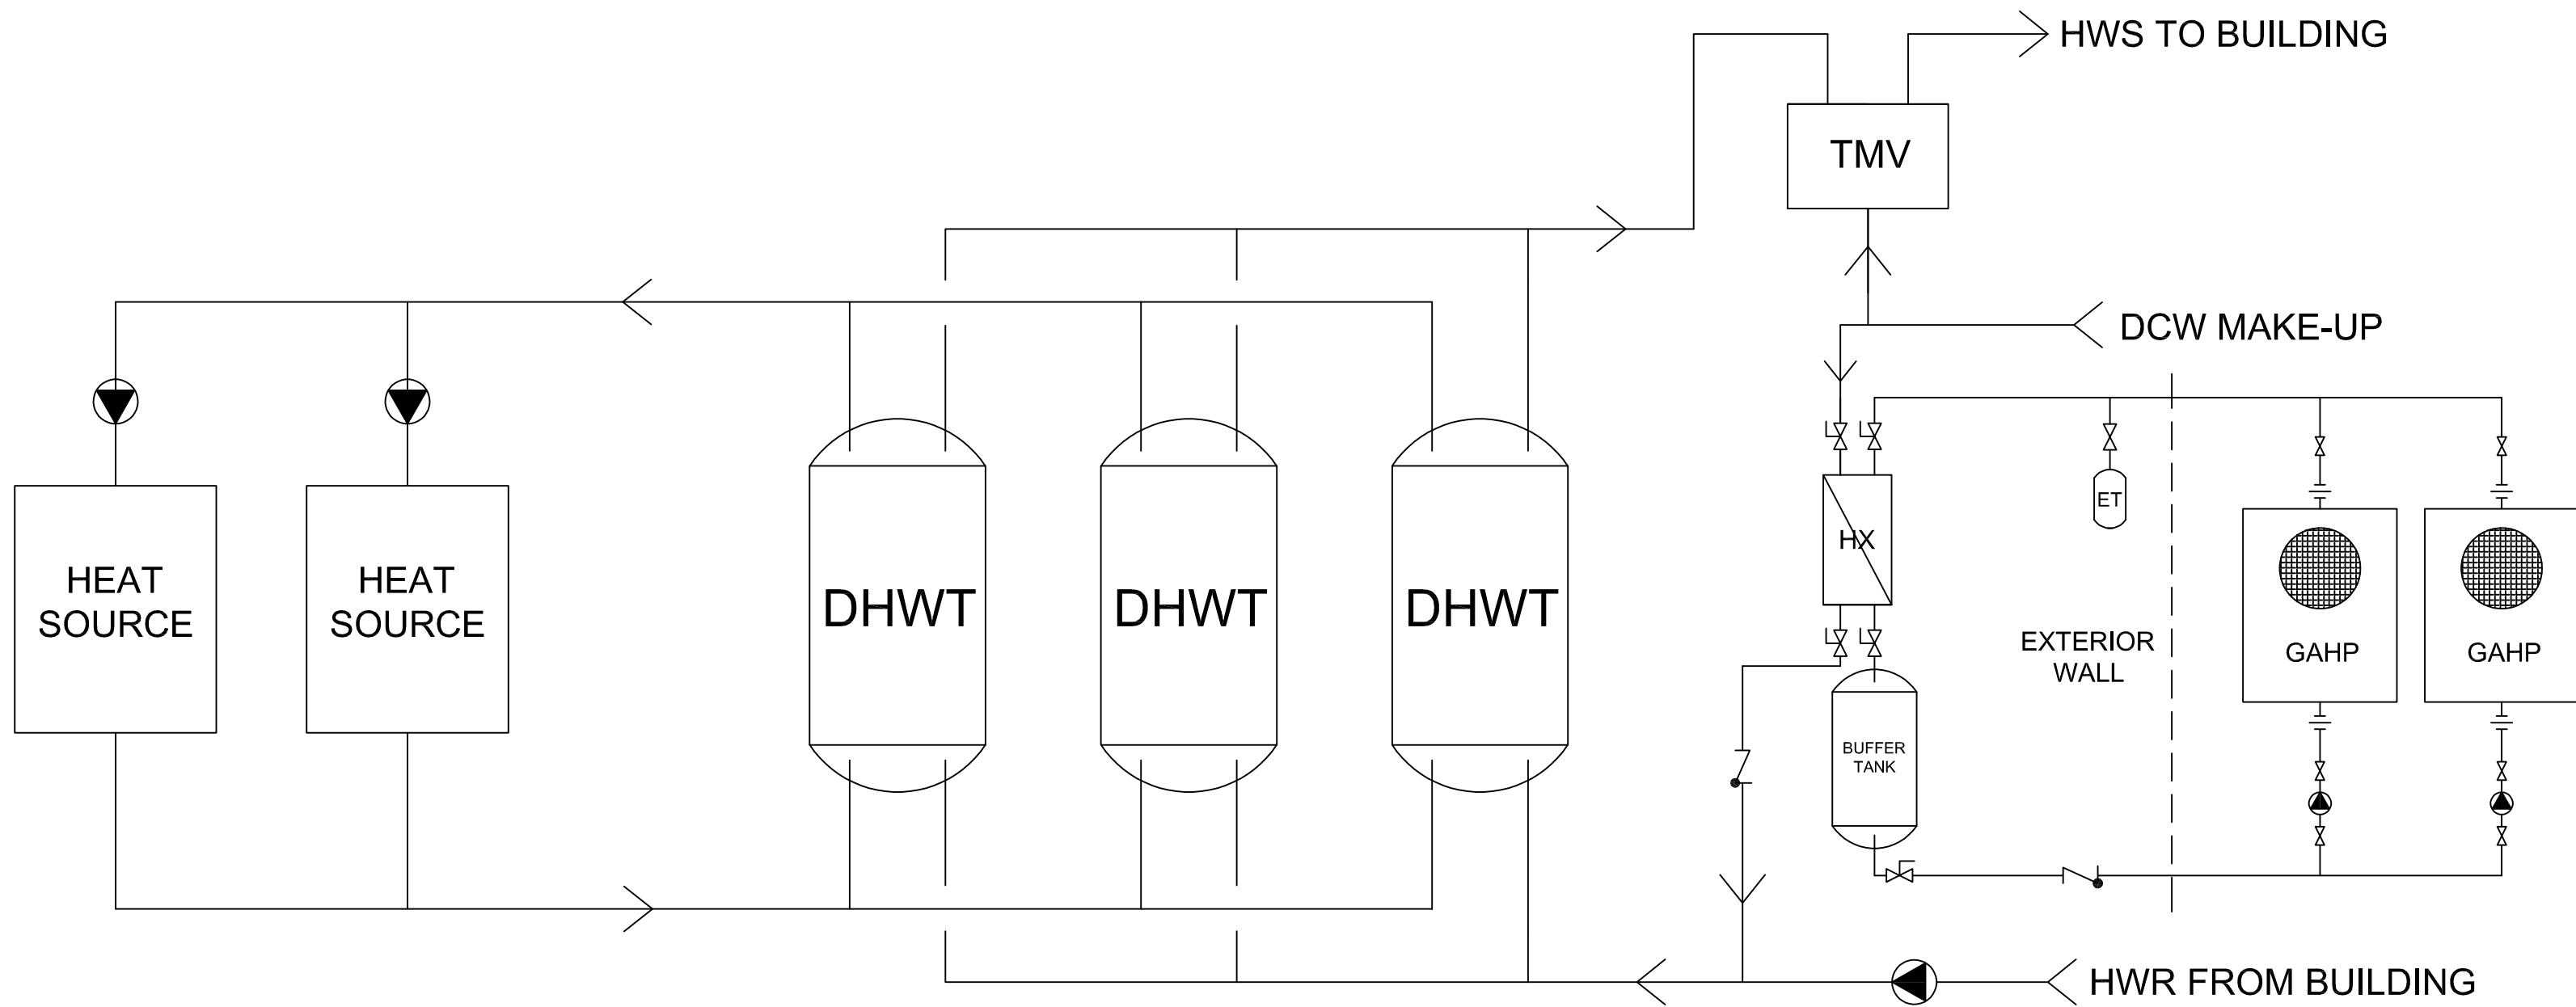 HWS TO BUILDING
TMV
DCW MAKE-UP
HEAT
SOURCE
HEAT
SOURCE
DHWT
DHWT
DHWT
HX
ET
EXTERIOR
WALL
GAHP
GAHP
BUFFER
TANK
HWR FROM BUILDING